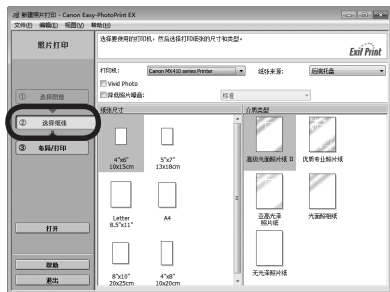 新建照片打印 - Canon Easy-PhotoPrint EX
文件(F) 编辑(E) 视图(V) 帮助(H)
照片打印
选择要使用的打印机，然后选择打印纸张的尺寸和类型。
Exif Print
打印机: Canon MX410 series Printer 纸张来源: 后端托盘
Vivid Photo
降低照片噪声: 标准
纸张尺寸 介质类型
① 选择图像
② 选择纸张
③ 布局/打印
4"x6"
10x15cm
5"x7"
13x18cm
高级光面照片纸 II
优质专业照片纸
Letter
8.5"x11"
A4
亚高光泽
照片纸
光面照相纸
8"x10"
20x25cm
4"x8"
10x20cm
无光泽照片纸
打开
帮助
退出